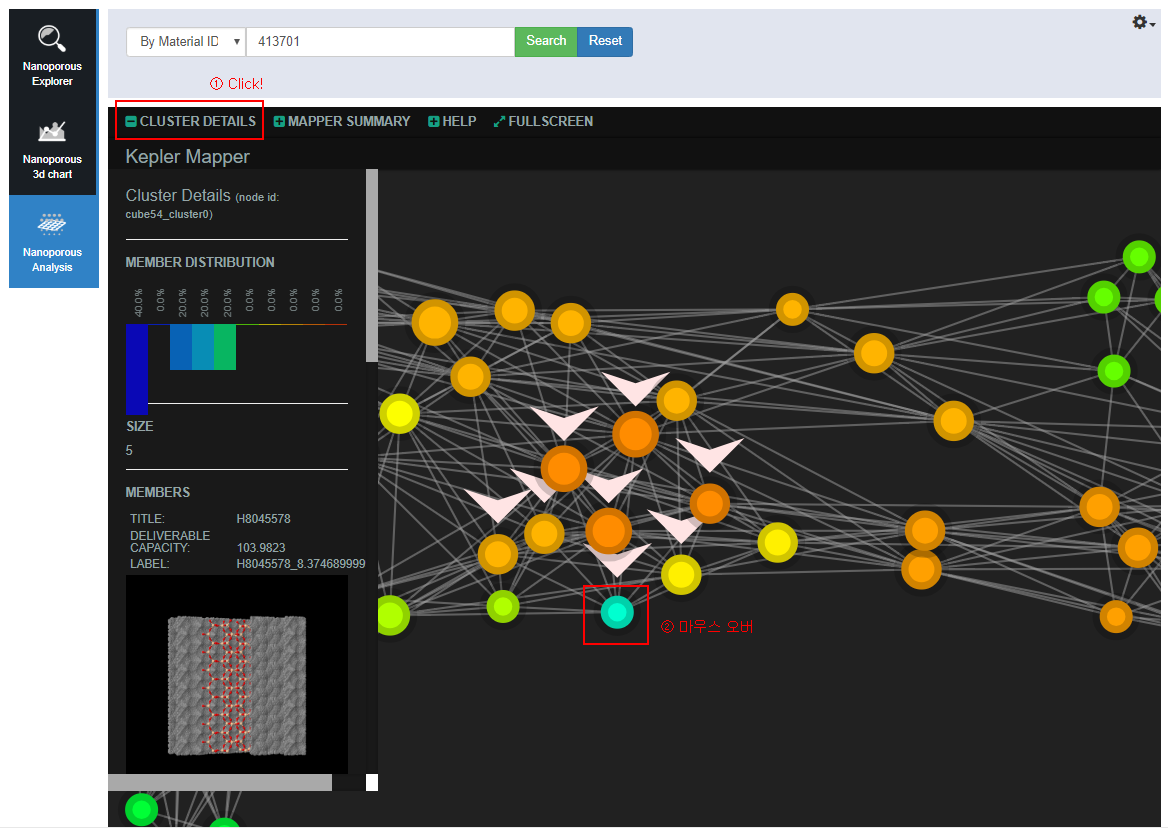 Nanoporous
Explorer
Nanoporous
3d chart
Nanoporous
Analysis
By Material ID
413701
Search
Reset
① Click!
CLUSTER DETAILS
MAPPER SUMMARY
HELP
FULLSCREEN
Kepler Mapper
Cluster Details (node id:
cube54_cluster0)
MEMBER DISTRIBUTION
40.0%
0.0%
20.0%
20.0%
20.0%
0.0%
0.0%
0.0%
0.0%
0.0%
SIZE
5
MEMBERS
TITLE: H8045578
DELIVERABLE
CAPACITY: 103.9823
LABEL: H8045578_8.374689999
② 마우스 오버